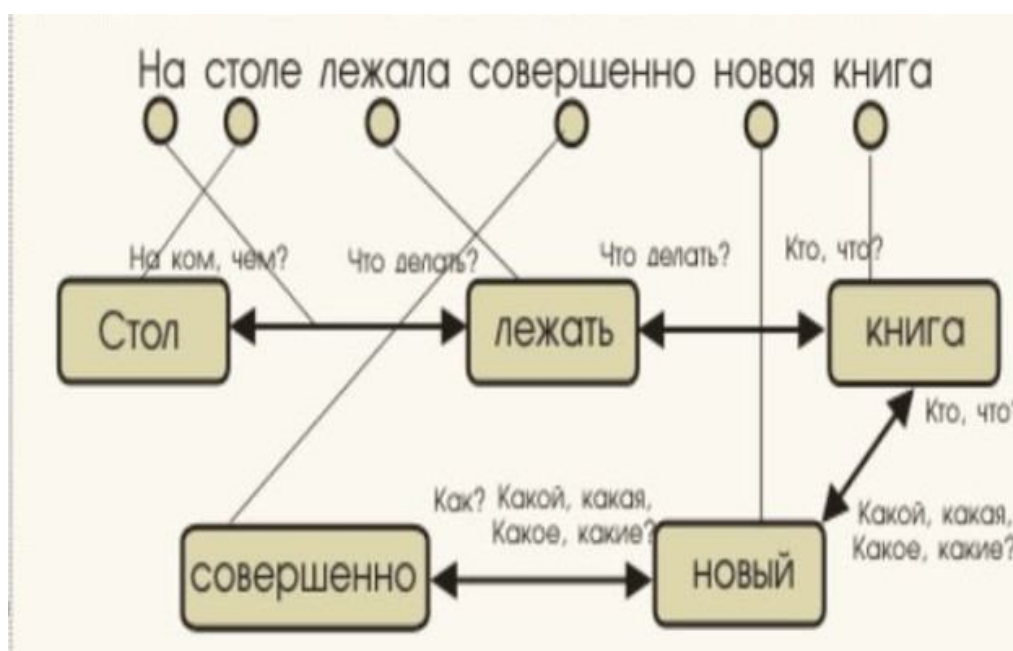 На столе лежала совершенно новая книга
На ком, чем?
Что делать?
Что делать?
Кто, что?
Стол
лежать
книга
Кто, что?
Как?
Какой, какая,
Какое, какие?
Какой, какая,
Какое, какие?
совершенно
новый